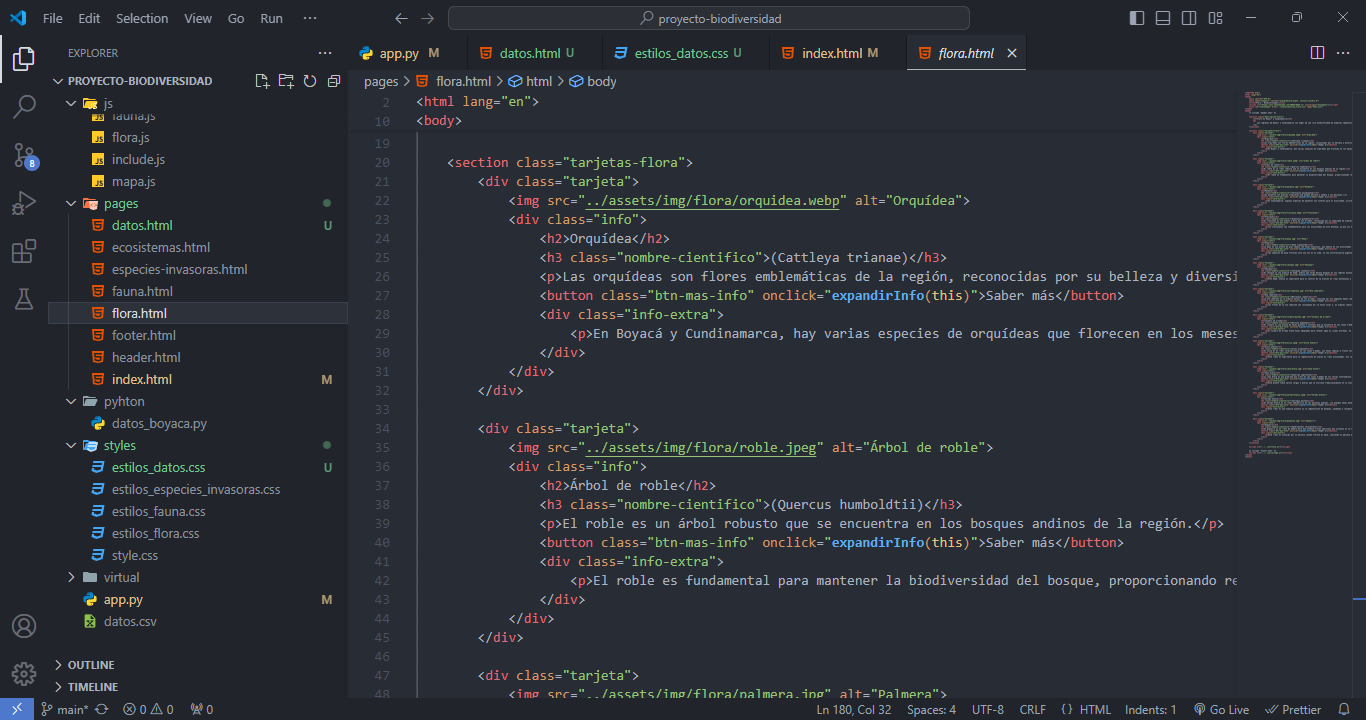 File Edit Selection View Go Run ···
proyecto-biodiversidad
EXPLORER
PROYECTO-BIODIVERSIDAD
js
fauna.js
flora.js
include.js
mapa.js
pages
datos.html U
ecosistemas.html
especies-invasoras.html
fauna.html
flora.html
footer.html
header.html
index.html M
pyhton
datos_boyaca.py
styles
estilos_datos.css U
estilos_especies_invasoras.css
estilos_fauna.css
estilos_flora.css
style.css
virtual
app.py M
datos.csv
OUTLINE
TIMELINE
app.py M datos.html U estilos_datos.css U index.html M flora.html
pages > flora.html > html > body
2 <html lang="en">
10 <body>
19
20 <section class="tarjetas-flora">
21 <div class="tarjeta">
22 <img src="../assets/img/flora/orquidea.webp" alt="Orquídea">
23 <div class="info">
24 <h2>Orquídea</h2>
25 <h3 class="nombre-cientifico">(Cattleya trianae)</h3>
26 <p>Las orquídeas son flores emblemáticas de la región, reconocidas por su belleza y diversi
27 <button class="btn-mas-info" onclick="expandirInfo(this)">Saber más</button>
28 <div class="info-extra">
29 <p>En Boyacá y Cundinamarca, hay varias especies de orquídeas que florecen en los meses
30 </div>
31 </div>
32 </div>
33
34 <div class="tarjeta">
35 <img src="../assets/img/flora/roble.jpeg" alt="Árbol de roble">
36 <div class="info">
37 <h2>Árbol de roble</h2>
38 <h3 class="nombre-cientifico">(Quercus humboldtii)</h3>
39 <p>El roble es un árbol robusto que se encuentra en los bosques andinos de la región.</p>
40 <button class="btn-mas-info" onclick="expandirInfo(this)">Saber más</button>
41 <div class="info-extra">
42 <p>El roble es fundamental para mantener la biodiversidad del bosque, proporcionando re
43 </div>
44 </div>
45 </div>
46
47 <div class="tarjeta">
48 <img src="../assets/img/flora/palmera.jpg" alt="Palmera">
8
main* 0 0 0 Ln 180, Col 32 Spaces: 4 UTF-8 CRLF {} HTML Indents: 1 Go Live Prettier